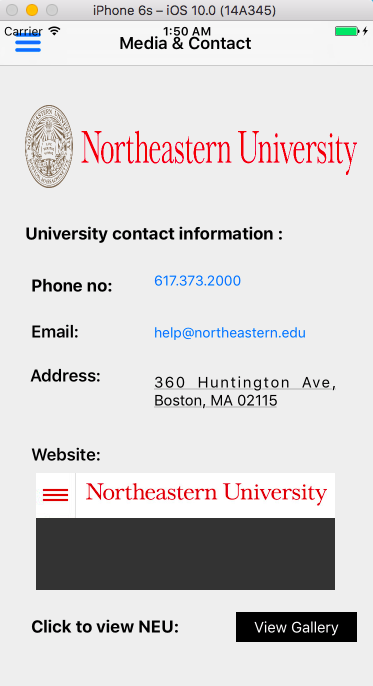 iPhone 6s – iOS 10.0 (14A345)
Carrier 1:50 AM
Media & Contact
Northeastern University
University contact information :
Phone no: 617.373.2000
Email: help@northeastern.edu
Address: 360 Huntington Ave,
Boston, MA 02115
Website:
Northeastern University
Click to view NEU: View Gallery